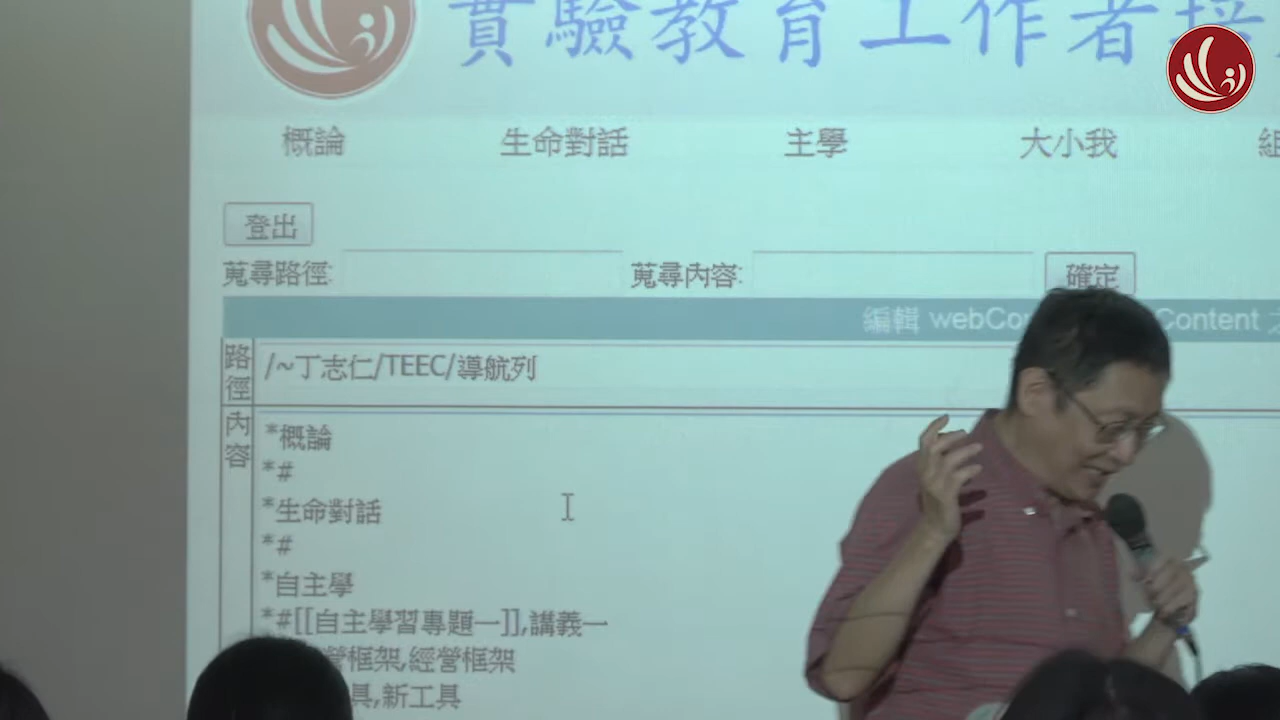 實驗教育工作者培
概論 生命對話 主學 大小我 組
登出
蒐尋路徑: 蒐尋內容: 確定
編輯 webCo Content 之
路徑 /~丁志仁/TEEC/導航列
內容
*概論
*#
*生命對話
*#
*自主學
*#[[自主學習專題一]],講義一
營框架,經營框架
具,新工具